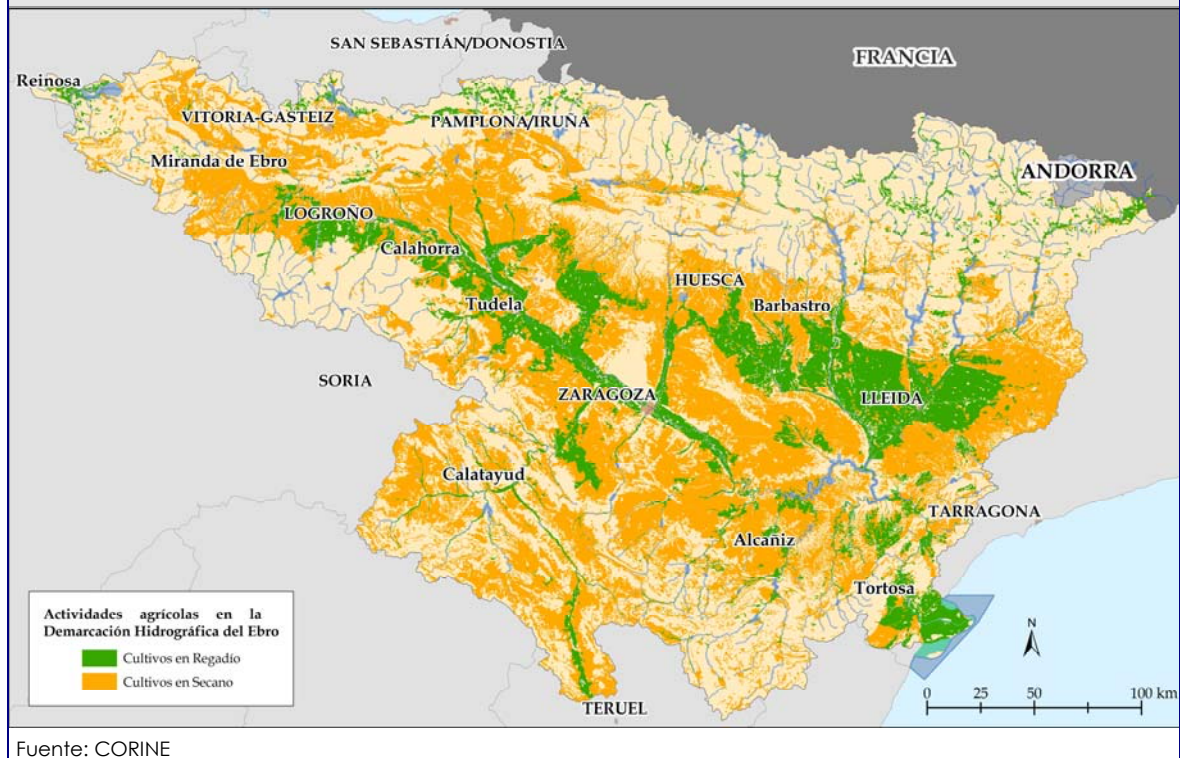 SAN SEBASTIÁN/DONOSTIA
FRANCIA
Reinosa
VITORIA-GASTEIZ
PAMPLONA/IRUÑA
Miranda de Ebro
ANDORRA
LOGROÑO
Calahorra
HUESCA
Tudela
Barbastro
SORIA
ZARAGOZA
LLEIDA
Calatayud
TARRAGONA
Alcañiz
Tortosa
Actividades agrícolas en la
Demarcación Hidrográfica del Ebro
Cultivos en Regadío
Cultivos en Secano
N
0 25 50 100 km
TERUEL
Fuente: CORINE